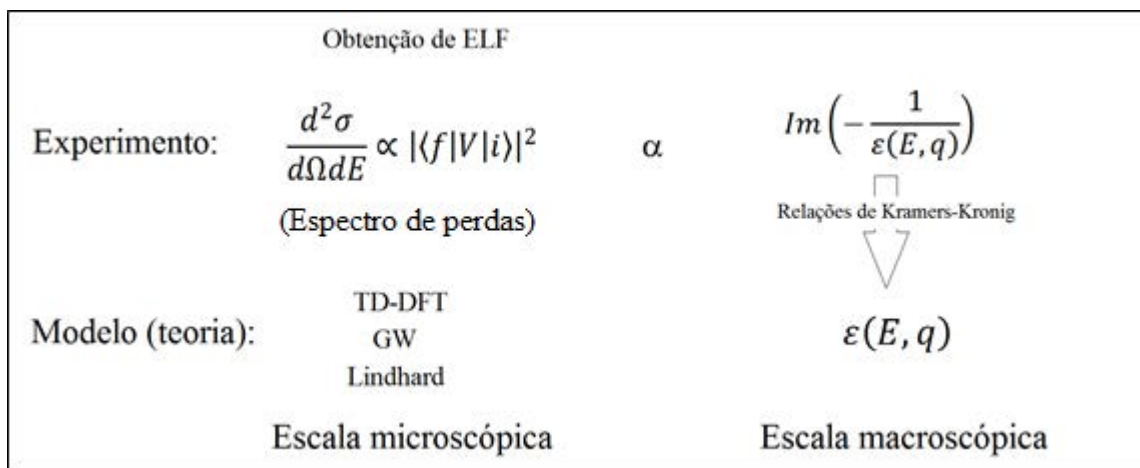 Obtenção de ELF
Experimento: d²σ/dΩdE ∝ |⟨f|V|i⟩|² α Im(-1/ε(E,q))
(Espectro de perdas)
Relações de Kramers-Kronig
TD-DFT
Modelo (teoria): GW ε(E,q)
Lindhard
Escala microscópica Escala macroscópica